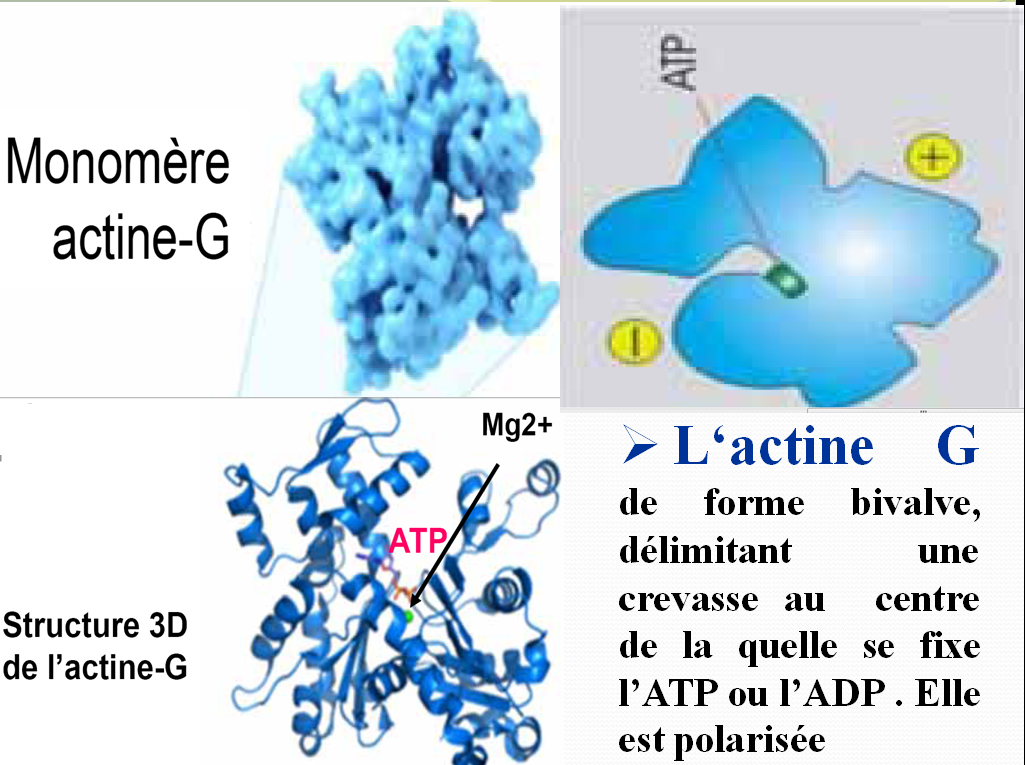 Monomère
actine-G
ATP
+
−
Mg2+
ATP
Structure 3D
de l'actine-G
➢ L‘actine G
de forme bivalve,
délimitant une
crevasse au centre
de la quelle se fixe
l’ATP ou l’ADP . Elle
est polarisée